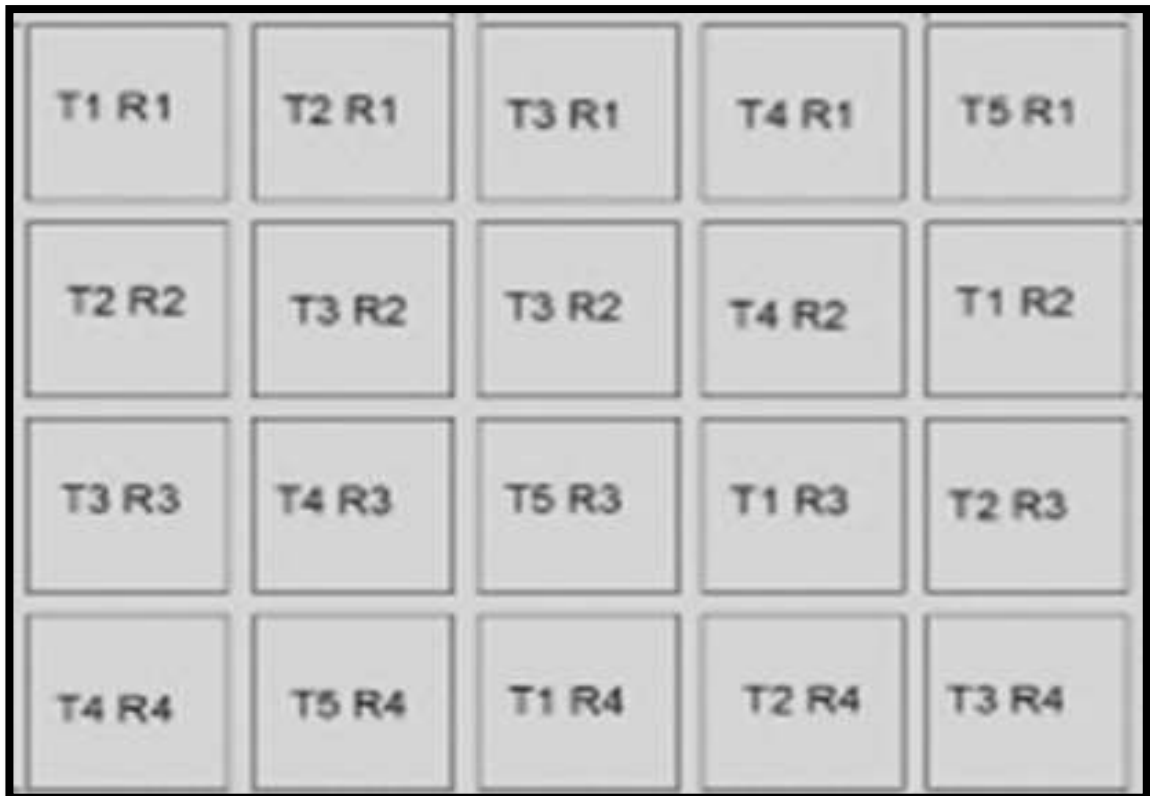 T1 R1 T2 R1 T3 R1 T4 R1 T5 R1
T2 R2 T3 R2 T3 R2 T4 R2 T1 R2
T3 R3 T4 R3 T5 R3 T1 R3 T2 R3
T4 R4 T5 R4 T1 R4 T2 R4 T3 R4